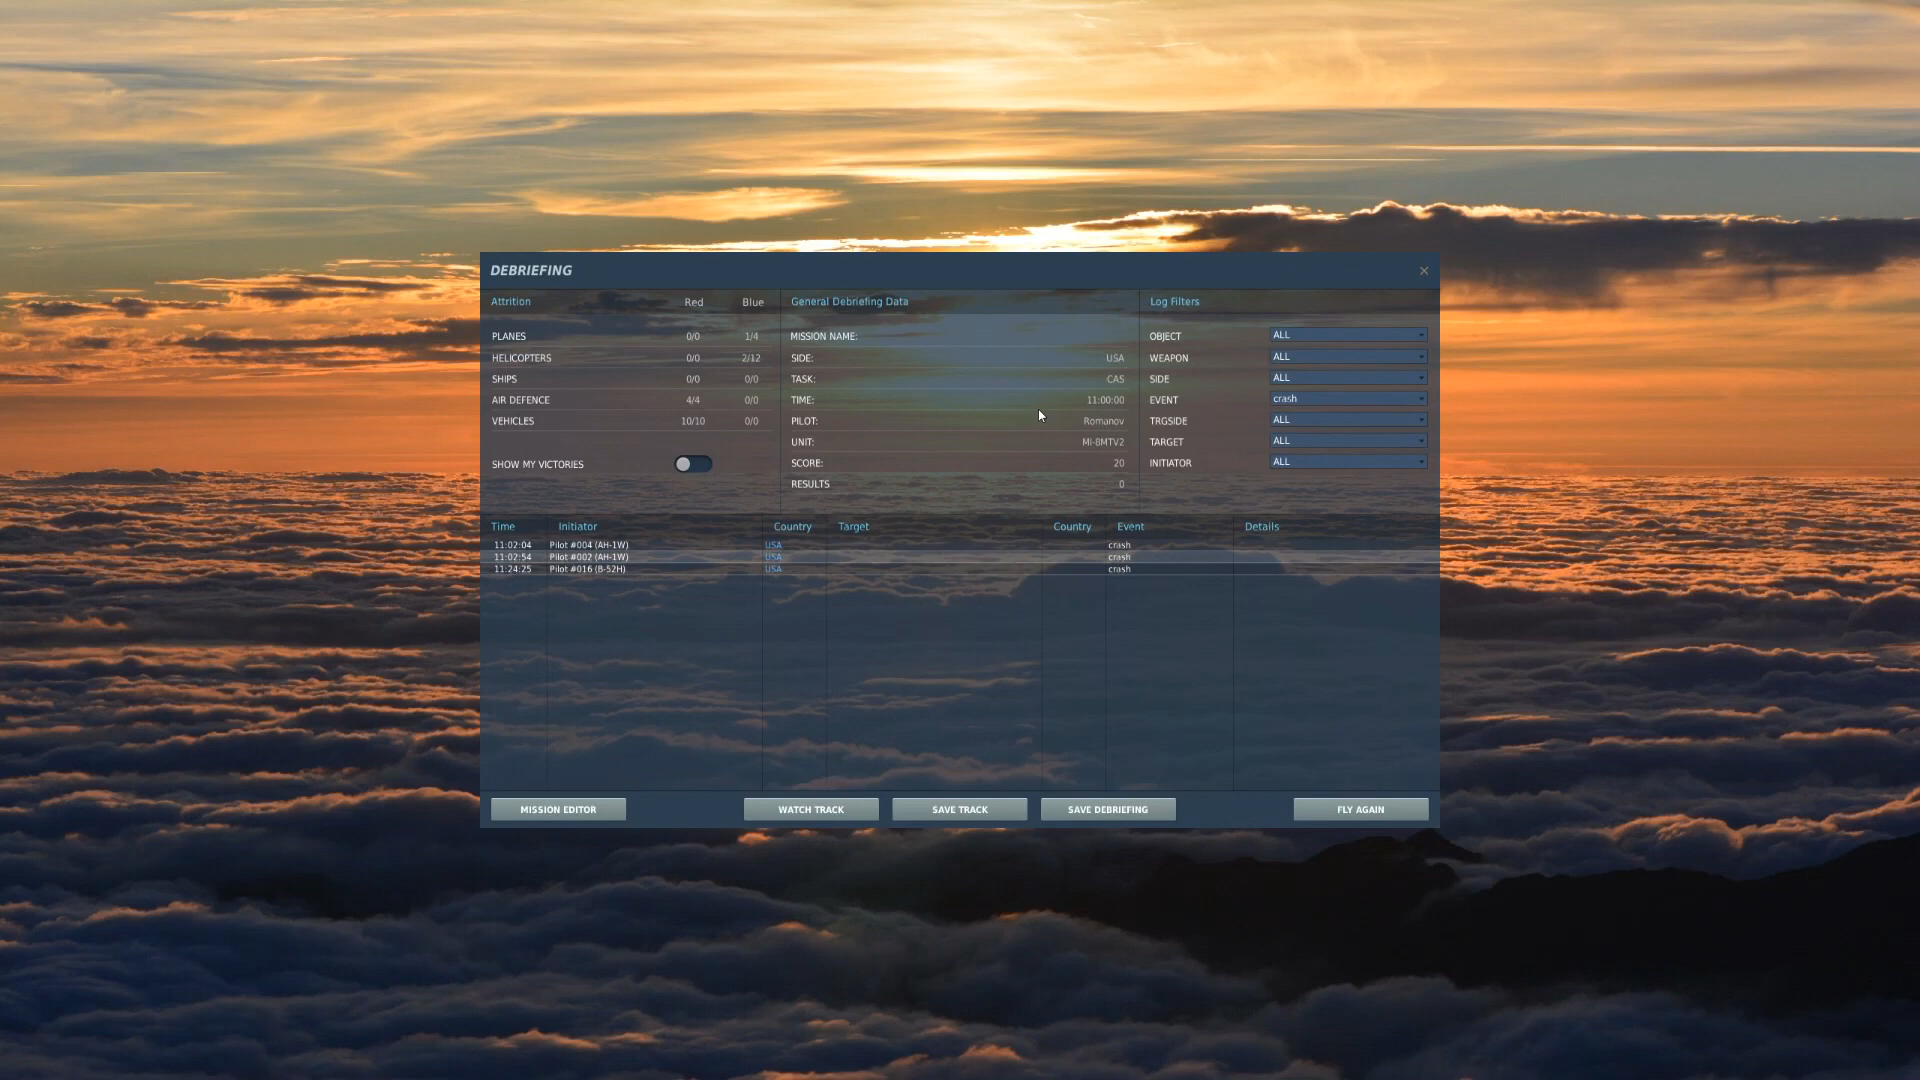 DEBRIEFING
Attrition Red Blue General Debriefing Data Log Filters
PLANES 0/0 1/4 MISSION NAME: OBJECT ALL
HELICOPTERS 0/0 2/12 SIDE: USA WEAPON ALL
SHIPS 0/0 0/0 TASK: CAS SIDE ALL
AIR DEFENCE 4/4 0/0 TIME: 11:00:00 EVENT crash
VEHICLES 10/10 0/0 PILOT: Romanov TRGSIDE ALL
UNIT: MI-8MTV2 TARGET ALL
SHOW MY VICTORIES SCORE: 20 INITIATOR ALL
RESULTS 0
Time Initiator Country Target Country Event Details
11:02:04 Pilot #004 (AH-1W) USA crash
11:02:54 Pilot #002 (AH-1W) USA crash
11:24:25 Pilot #016 (B-52H) USA crash
MISSION EDITOR WATCH TRACK SAVE TRACK SAVE DEBRIEFING FLY AGAIN